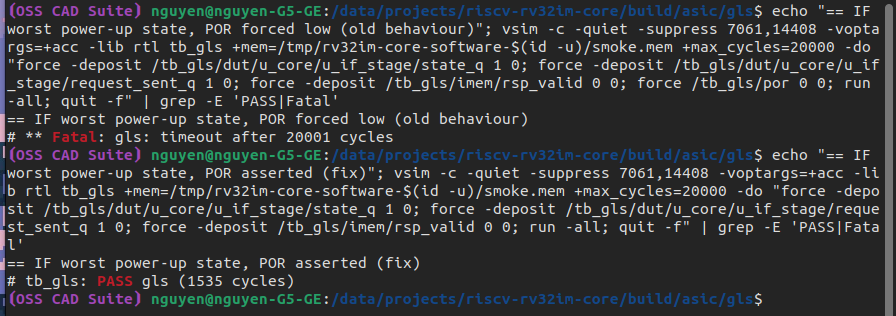 (OSS CAD Suite) nguyen@nguyen-G5-GE:/data/projects/riscv-rv32im-core/build/asic/gls$ echo "== IF
worst power-up state, POR forced low (old behaviour)"; vsim -c -quiet -suppress 7061,14408 -vopta
rgs=+acc -lib rtl tb_gls +mem=/tmp/rv32im-core-software-$(id -u)/smoke.mem +max_cycles=20000 -do
"force -deposit /tb_gls/dut/u_core/u_if_stage/state_q 1 0; force -deposit /tb_gls/dut/u_core/u_if
_stage/request_sent_q 1 0; force -deposit /tb_gls/imem/rsp_valid 0 0; force /tb_gls/por 0 0; run
-all; quit -f" | grep -E 'PASS|Fatal'
== IF worst power-up state, POR forced low (old behaviour)
# ** Fatal: gls: timeout after 20001 cycles
(OSS CAD Suite) nguyen@nguyen-G5-GE:/data/projects/riscv-rv32im-core/build/asic/gls$ echo "== IF
worst power-up state, POR asserted (fix)"; vsim -c -quiet -suppress 7061,14408 -voptargs=+acc -li
b rtl tb_gls +mem=/tmp/rv32im-core-software-$(id -u)/smoke.mem +max_cycles=20000 -do "force -depo
sit /tb_gls/dut/u_core/u_if_stage/state_q 1 0; force -deposit /tb_gls/dut/u_core/u_if_stage/reque
st_sent_q 1 0; force -deposit /tb_gls/imem/rsp_valid 0 0; run -all; quit -f" | grep -E 'PASS|Fata
l'
== IF worst power-up state, POR asserted (fix)
# tb_gls: PASS gls (1535 cycles)
(OSS CAD Suite) nguyen@nguyen-G5-GE:/data/projects/riscv-rv32im-core/build/asic/gls$